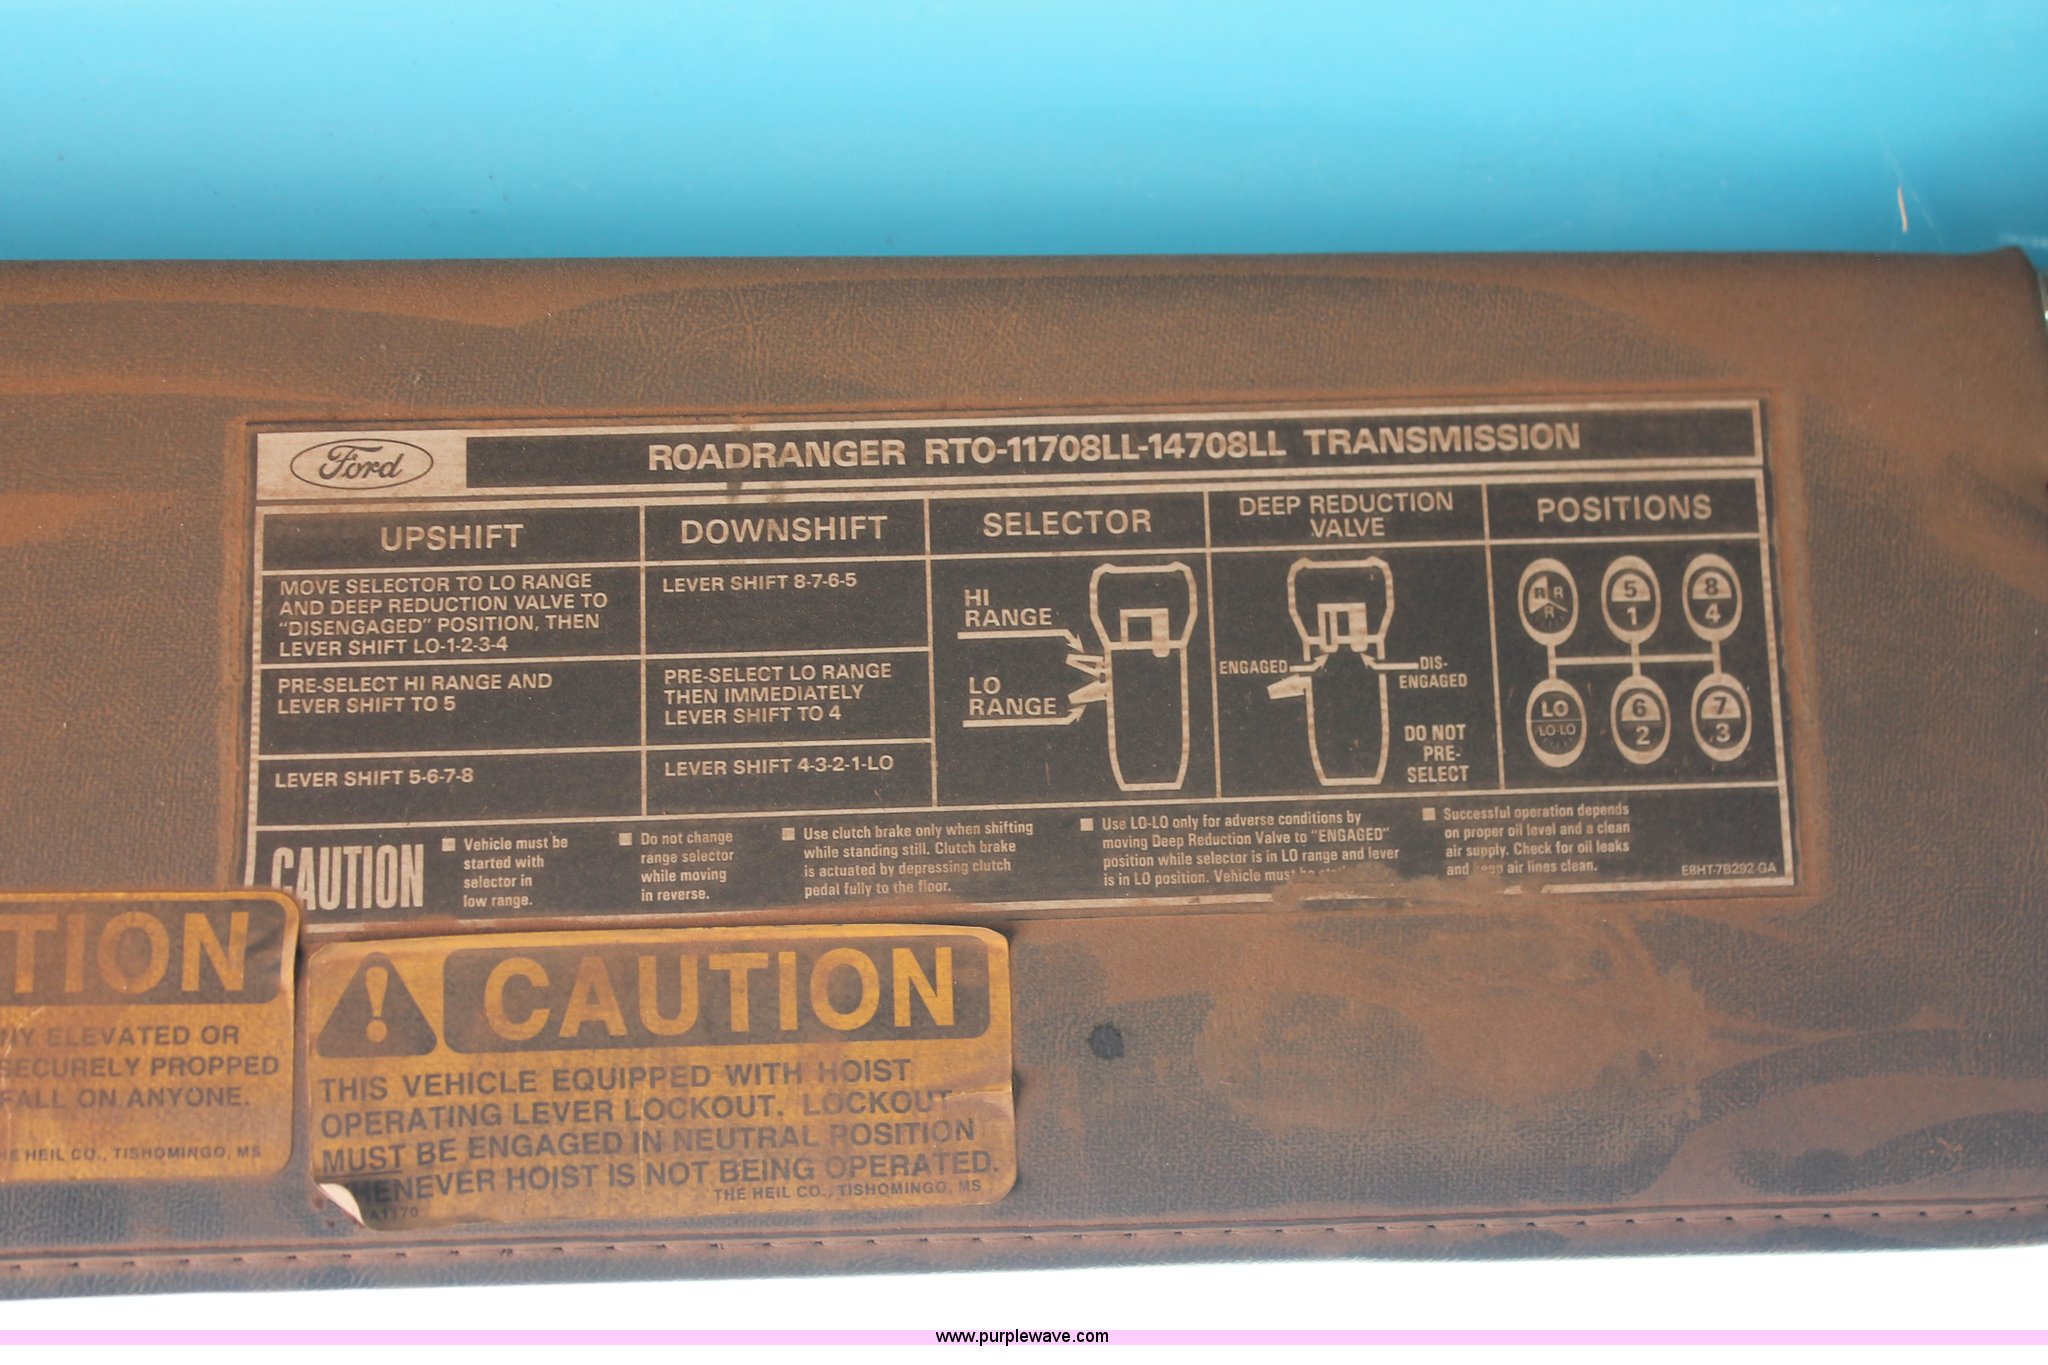 Ford
ROADRANGER RTO-11708LL-14708LL TRANSMISSION
UPSHIFT
MOVE SELECTOR TO LO RANGE
AND DEEP REDUCTION VALVE TO
"DISENGAGED" POSITION, THEN
LEVER SHIFT LO-1-2-3-4
PRE-SELECT HI RANGE AND
LEVER SHIFT TO 5
LEVER SHIFT 5-6-7-8
DOWNSHIFT
LEVER SHIFT 8-7-6-5
PRE-SELECT LO RANGE
THEN IMMEDIATELY
LEVER SHIFT TO 4
LEVER SHIFT 4-3-2-1-LO
SELECTOR
HI
RANGE
LO
RANGE
DEEP REDUCTION
VALVE
ENGAGED
DIS-
ENGAGED
DO NOT
PRE-
SELECT
POSITIONS
R R
R
5
1
8
4
LO
LO-LO
6
2
7
3
CAUTION
Vehicle must be
started with
selector in
low range.
Do not change
range selector
while moving
in reverse.
Use clutch brake only when shifting
while standing still. Clutch brake
is actuated by depressing clutch
pedal fully to the floor.
Use LO-LO only for adverse conditions by
moving Deep Reduction Valve to "ENGAGED"
position while selector is in LO range and lever
is in LO position. Vehicle must be
Successful operation depends
on proper oil level and a clean
air supply. Check for oil leaks
and keep air lines clean.
E8HT-7B292-GA
TION
NY ELEVATED OR
SECURELY PROPPED
FALL ON ANYONE.
HE HEIL CO., TISHOMINGO, MS
CAUTION
THIS VEHICLE EQUIPPED WITH HOIST
OPERATING LEVER LOCKOUT. LOCKOUT
MUST BE ENGAGED IN NEUTRAL POSITION
HENEVER HOIST IS NOT BEING OPERATED.
THE HEIL CO., TISHOMINGO, MS
A1170
www.purplewave.com